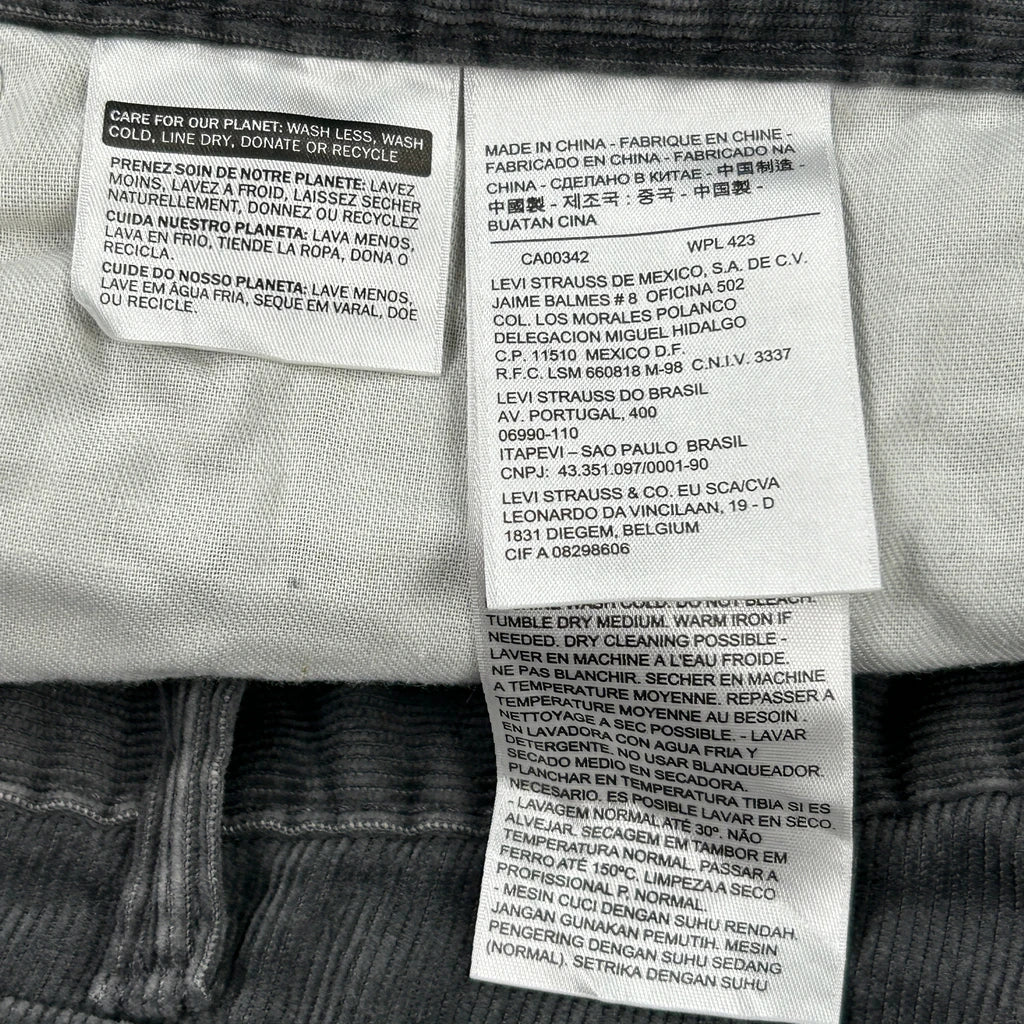 CARE FOR OUR PLANET: WASH LESS, WASH
COLD, LINE DRY, DONATE OR RECYCLE
PRENEZ SOIN DE NOTRE PLANETE: LAVEZ
MOINS, LAVEZ A FROID, LAISSEZ SECHER
NATURELLEMENT, DONNEZ OU RECYCLEZ
CUIDA NUESTRO PLANETA: LAVA MENOS,
LAVA EN FRIO, TIENDE LA ROPA, DONA O
RECICLA.
CUIDE DO NOSSO PLANETA: LAVE MENOS,
LAVE EM ÁGUA FRIA, SEQUE EM VARAL, DOE
OU RECICLE.
MADE IN CHINA - FABRIQUE EN CHINE -
FABRICADO EN CHINA - FABRICADO NA
CHINA - СДЕЛАНО В КИТАЕ - 中国制造 -
中國製 - 제조국 : 중국 - 中国製 -
BUATAN CINA
CA00342 WPL 423
LEVI STRAUSS DE MEXICO, S.A. DE C.V.
JAIME BALMES # 8 OFICINA 502
COL. LOS MORALES POLANCO
DELEGACION MIGUEL HIDALGO
C.P. 11510 MEXICO D.F.
R.F.C. LSM 660818 M-98 C.N.I.V. 3337
LEVI STRAUSS DO BRASIL
AV. PORTUGAL, 400
06990-110
ITAPEVI – SAO PAULO BRASIL
CNPJ: 43.351.097/0001-90
LEVI STRAUSS & CO. EU SCA/CVA
LEONARDO DA VINCILAAN, 19 - D
1831 DIEGEM, BELGIUM
CIF A 08298606
WASH COLD. DO NOT BLEACH.
TUMBLE DRY MEDIUM. WARM IRON IF
NEEDED. DRY CLEANING POSSIBLE -
LAVER EN MACHINE A L'EAU FROIDE.
NE PAS BLANCHIR. SECHER EN MACHINE
A TEMPERATURE MOYENNE. REPASSER A
TEMPERATURE MOYENNE AU BESOIN .
NETTOYAGE A SEC POSSIBLE. - LAVAR
EN LAVADORA CON AGUA FRIA Y
DETERGENTE. NO USAR BLANQUEADOR.
SECADO MEDIO EN SECADORA.
PLANCHAR EN TEMPERATURA TIBIA SI ES
NECESARIO. ES POSIBLE LAVAR EN SECO.
- LAVAGEM NORMAL ATÉ 30º. NÃO
ALVEJAR. SECAGEM EM TAMBOR EM
TEMPERATURA NORMAL. PASSAR A
FERRO ATÉ 150ºC. LIMPEZA A SECO
PROFISSIONAL P, NORMAL.
- MESIN CUCI DENGAN SUHU RENDAH.
JANGAN GUNAKAN PEMUTIH. MESIN
PENGERING DENGAN SUHU SEDANG
(NORMAL). SETRIKA DENGAN SUHU